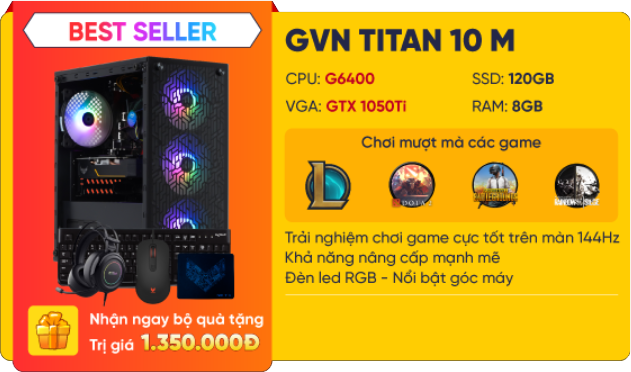 BEST SELLER
GVN TITAN 10 M
CPU: G6400
SSD: 120GB
VGA: GTX 1050Ti
RAM: 8GB
Chơi mượt mà các game
DOTA
BATTLEGROUNDS
Trải nghiệm chơi game cực tốt trên màn 144Hz
Khả năng nâng cấp mạnh mẽ
Đèn led RGB - Nổi bật góc máy
Nhận ngay bộ quà tặng
Trị giá 1.350.000Đ